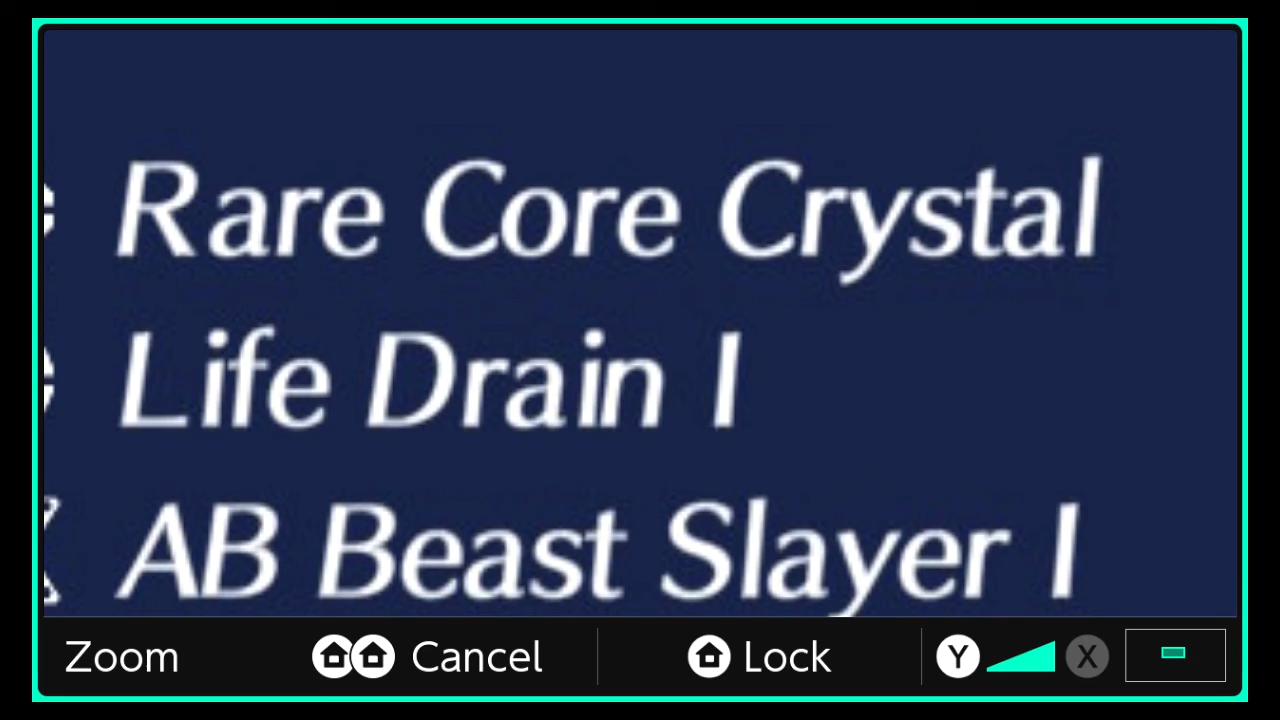 Rare Core Crystal
Life Drain I
AB Beast Slayer I
Zoom Cancel Lock Y X